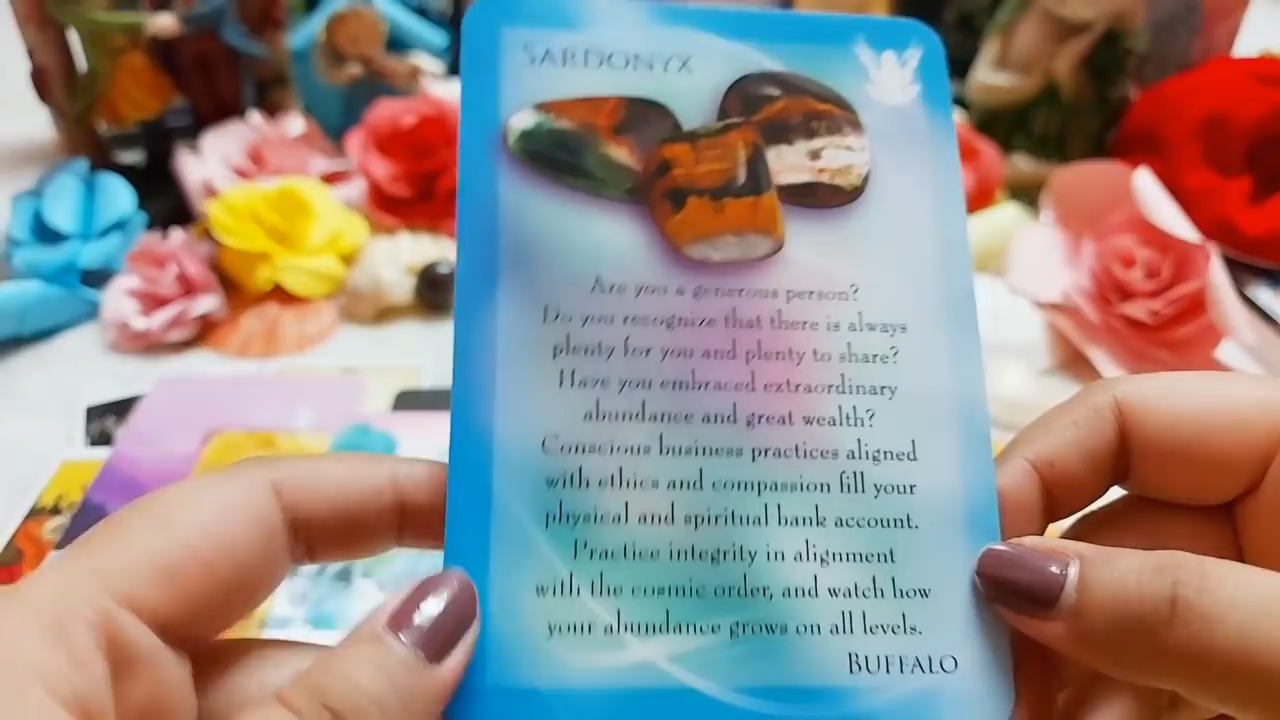 SARDONYX
Are you a generous person?
Do you recognize that there is always
plenty for you and plenty to share?
Have you embraced extraordinary
abundance and great wealth?
Conscious business practices aligned
with ethics and compassion fill your
physical and spiritual bank account.
Practice integrity in alignment
with the cosmic order, and watch how
your abundance grows on all levels.
BUFFALO